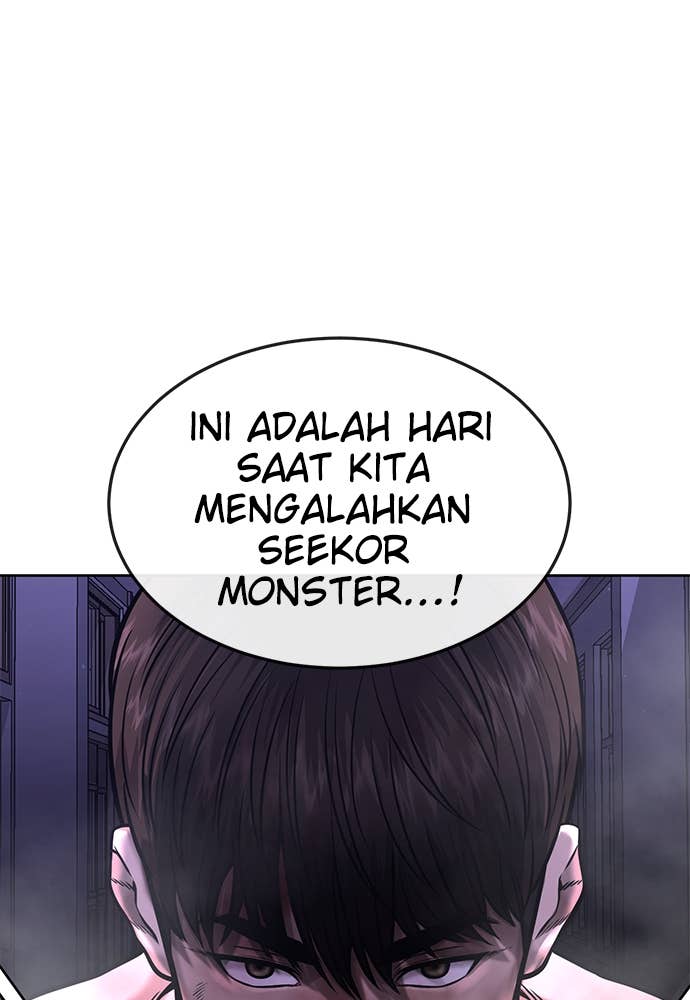 INI ADALAH HARI
SAAT KITA
MENGALAHKAN
SEEKOR
MONSTER...!